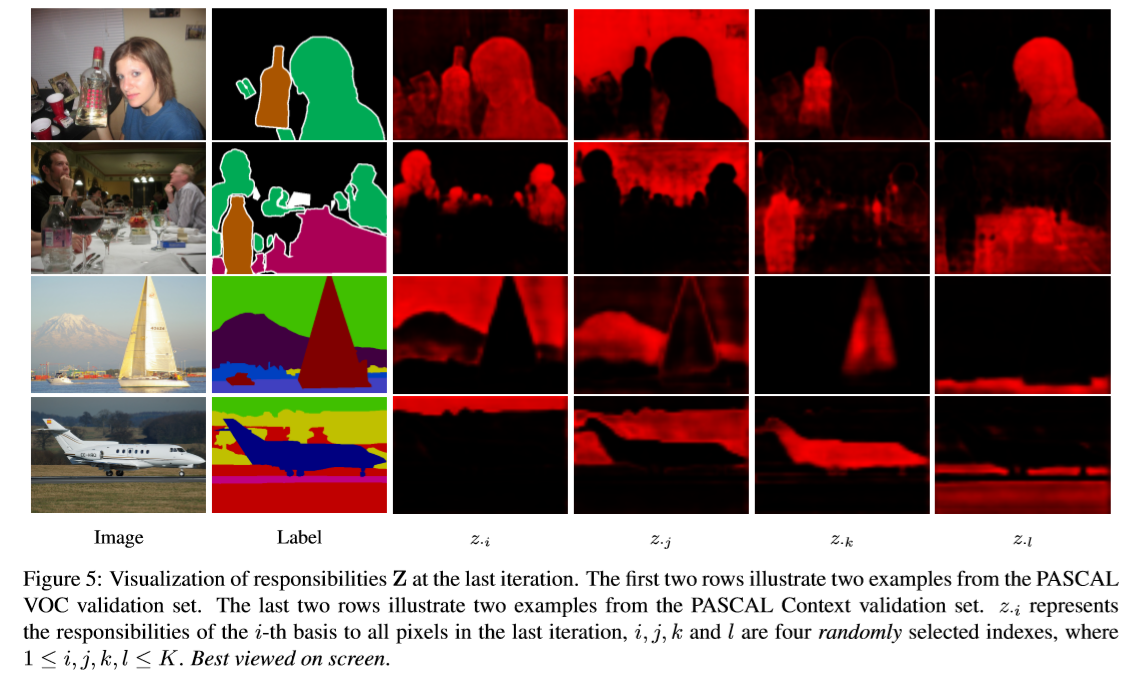 Image Label z·i z·j z·k z·l
Figure 5: Visualization of responsibilities Z at the last iteration. The first two rows illustrate two examples from the PASCAL
VOC validation set. The last two rows illustrate two examples from the PASCAL Context validation set. z·i represents
the responsibilities of the i-th basis to all pixels in the last iteration, i, j, k and l are four randomly selected indexes, where
1 ≤ i, j, k, l ≤ K. Best viewed on screen.